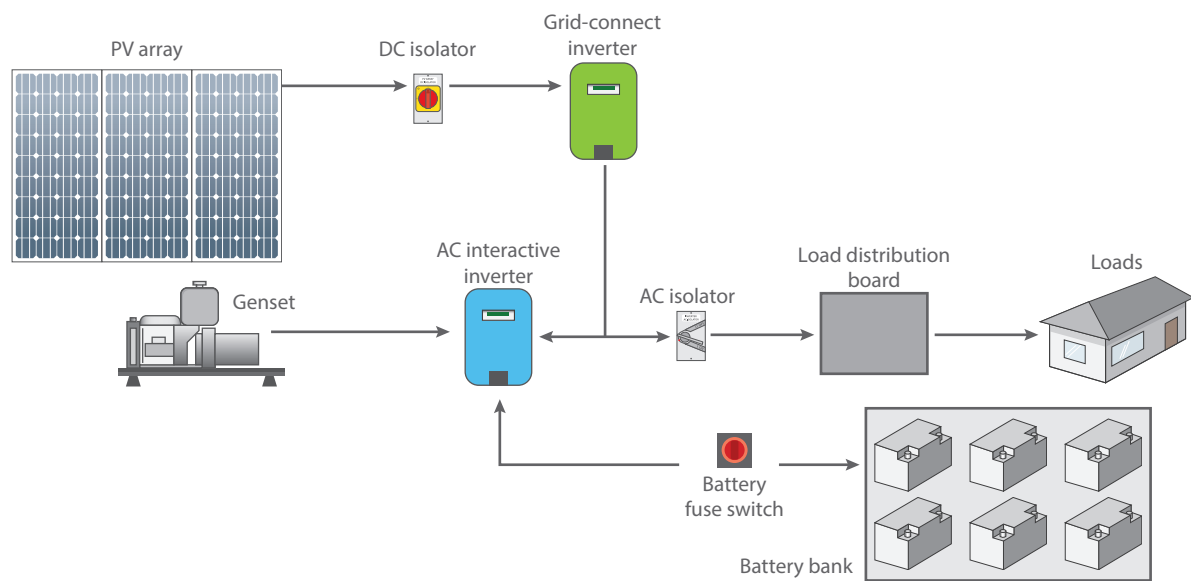 PV array
DC isolator
Grid-connect
inverter
Genset
AC interactive
inverter
AC isolator
Load distribution
board
Loads
Battery
fuse switch
Battery bank